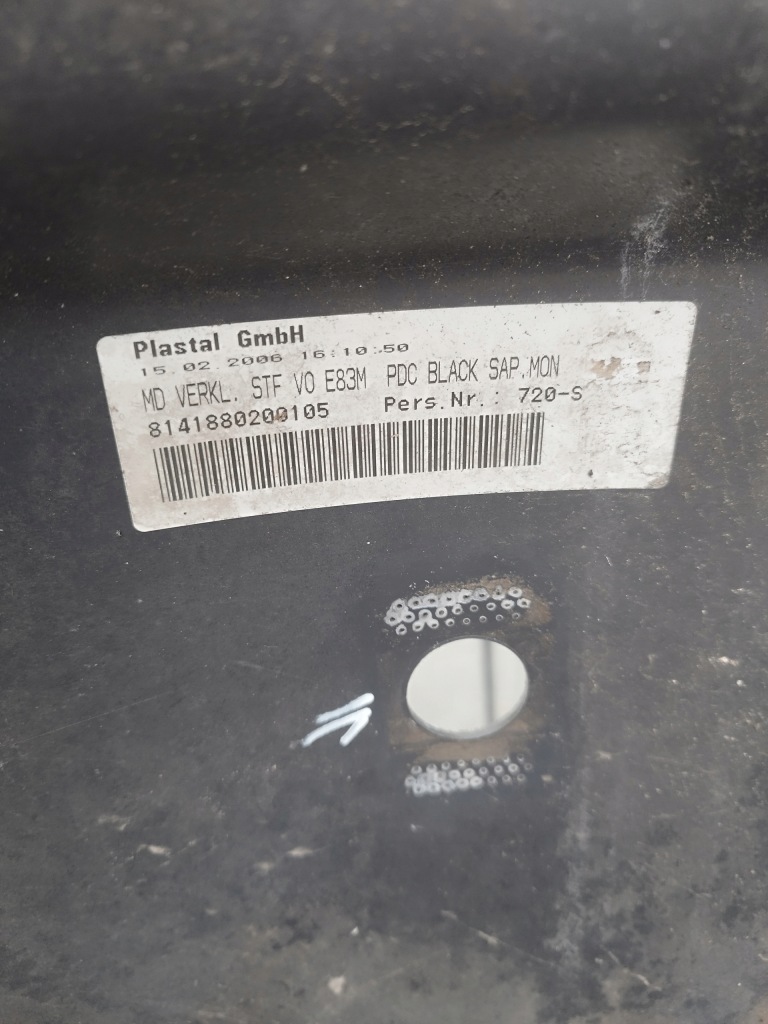 Plastal GmbH
15.02.2006 16:10:50
MD VERKL. STF VO E83M PDC BLACK SAP.MON
8141880200105 Pers.Nr.: 720-S